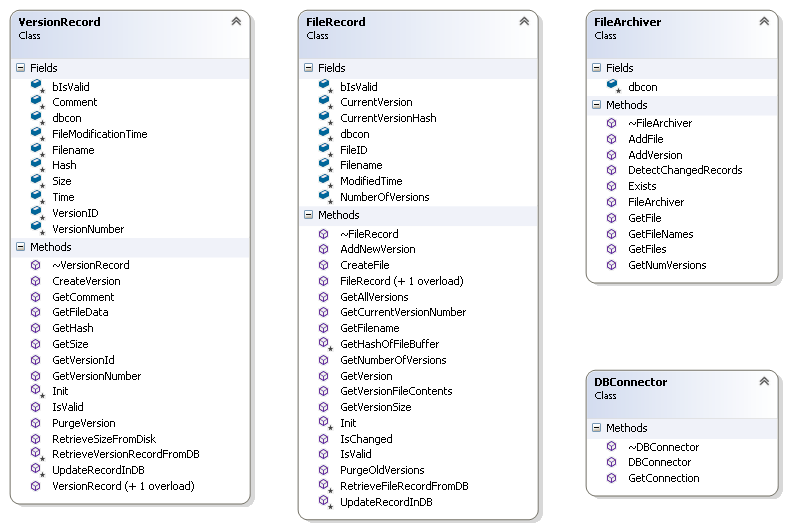 VersionRecord
Class
Fields
bIsValid
Comment
dbcon
FileModificationTime
Filename
Hash
Size
Time
VersionID
VersionNumber
Methods
~VersionRecord
CreateVersion
GetComment
GetFileData
GetHash
GetSize
GetVersionId
GetVersionNumber
Init
IsValid
PurgeVersion
RetrieveSizeFromDisk
RetrieveVersionRecordFromDB
UpdateRecordInDB
VersionRecord (+ 1 overload)
FileRecord
Class
Fields
bIsValid
CurrentVersion
CurrentVersionHash
dbcon
FileID
Filename
ModifiedTime
NumberOfVersions
Methods
~FileRecord
AddNewVersion
CreateFile
FileRecord (+ 1 overload)
GetAllVersions
GetCurrentVersionNumber
GetFilename
GetHashOfFileBuffer
GetNumberOfVersions
GetVersion
GetVersionFileContents
GetVersionSize
Init
IsChanged
IsValid
PurgeOldVersions
RetrieveFileRecordFromDB
UpdateRecordInDB
FileArchiver
Class
Fields
dbcon
Methods
~FileArchiver
AddFile
AddVersion
DetectChangedRecords
Exists
FileArchiver
GetFile
GetFileNames
GetFiles
GetNumVersions
DBConnector
Class
Methods
~DBConnector
DBConnector
GetConnection